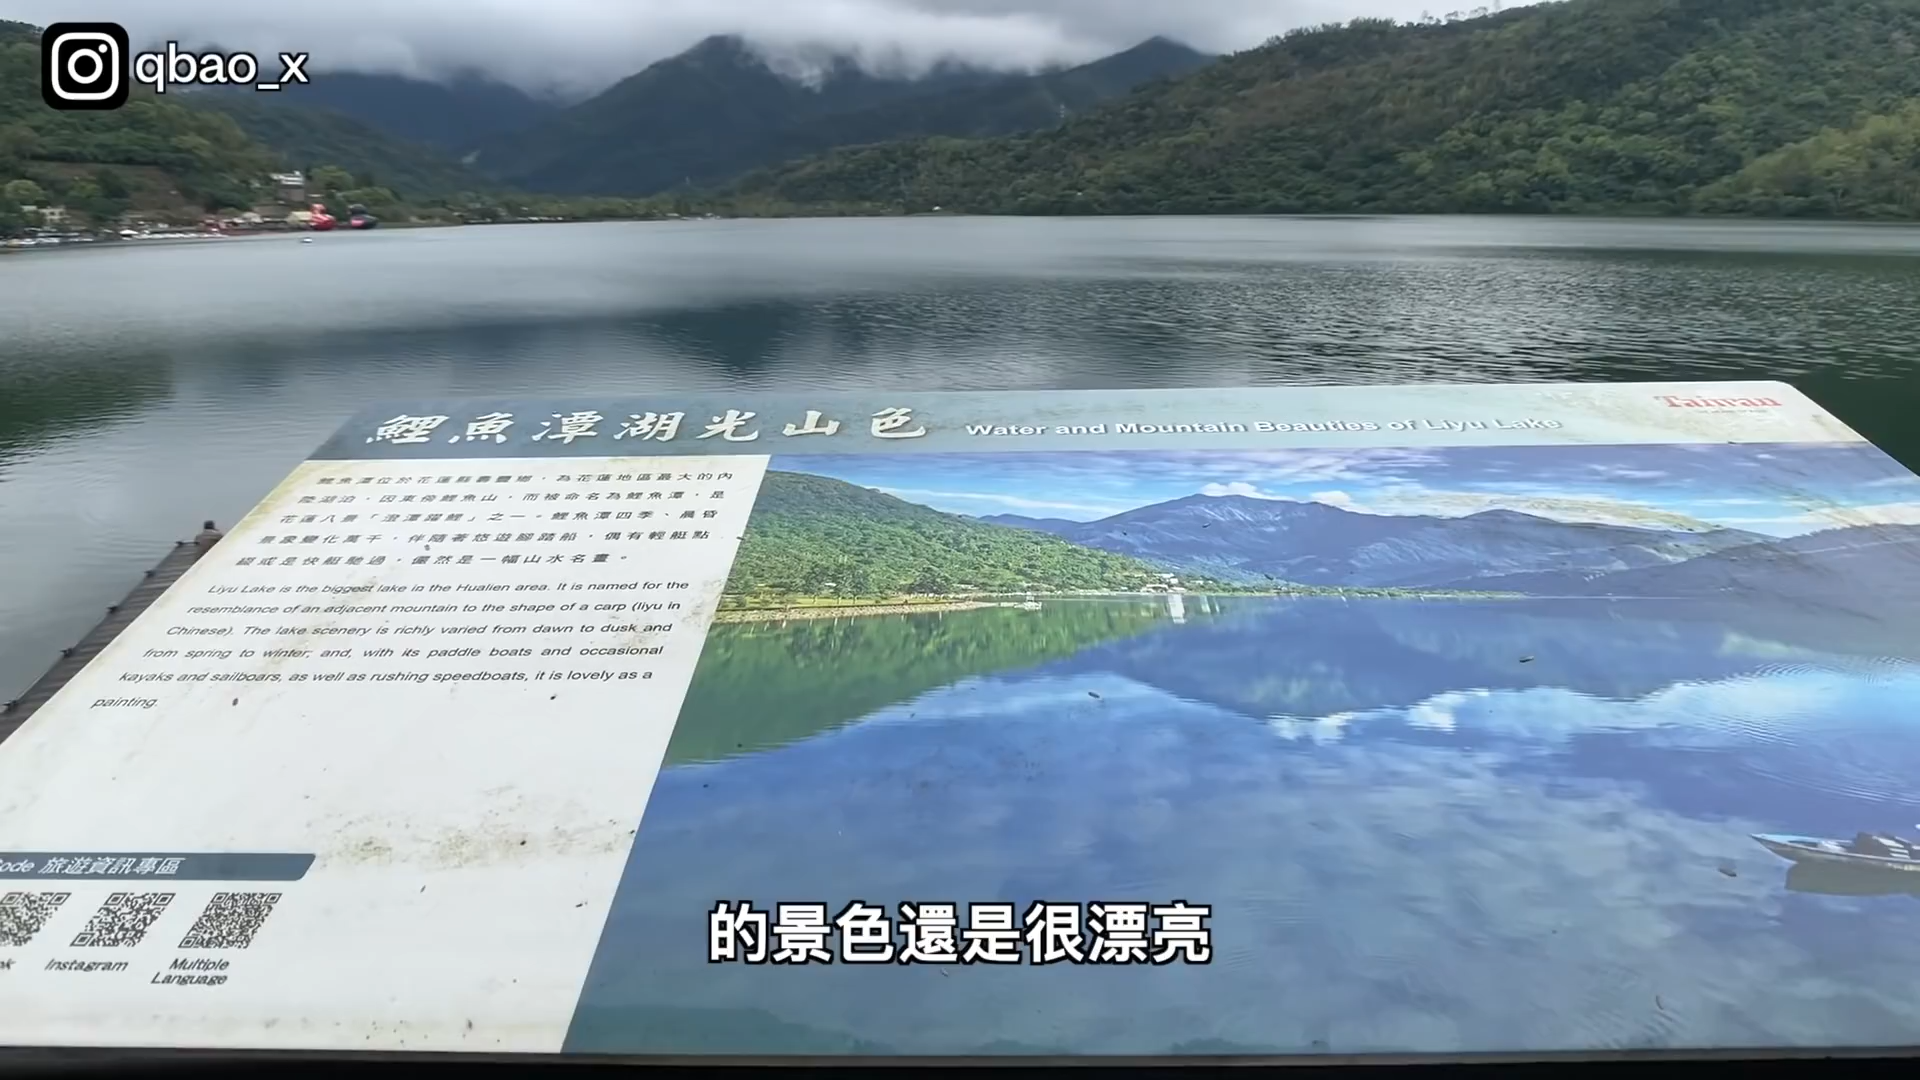 qbao_x
鯉魚潭湖光山色 Water and Mountain Beauties of Liyu Lake
Taiwan
鯉魚潭位於花蓮縣壽豐鄉，為花蓮地區最大的內
陸湖泊，因東傍鯉魚山，而被命名為鯉魚潭，是
花蓮八景「澄潭躍鯉」之一。鯉魚潭四季、晨昏
景象變化萬千，伴隨著悠遊腳踏船，偶有輕艇點
綴或是快艇馳過，儼然是一幅山水名畫。
Liyu Lake is the biggest lake in the Hualien area. It is named for the
resemblance of an adjacent mountain to the shape of a carp (liyu in
Chinese). The lake scenery is richly varied from dawn to dusk and
from spring to winter; and, with its paddle boats and occasional
kayaks and sailboars, as well as rushing speedboats, it is lovely as a
painting.
ode 旅遊資訊專區
ok Instagram Multiple
Language
的景色還是很漂亮